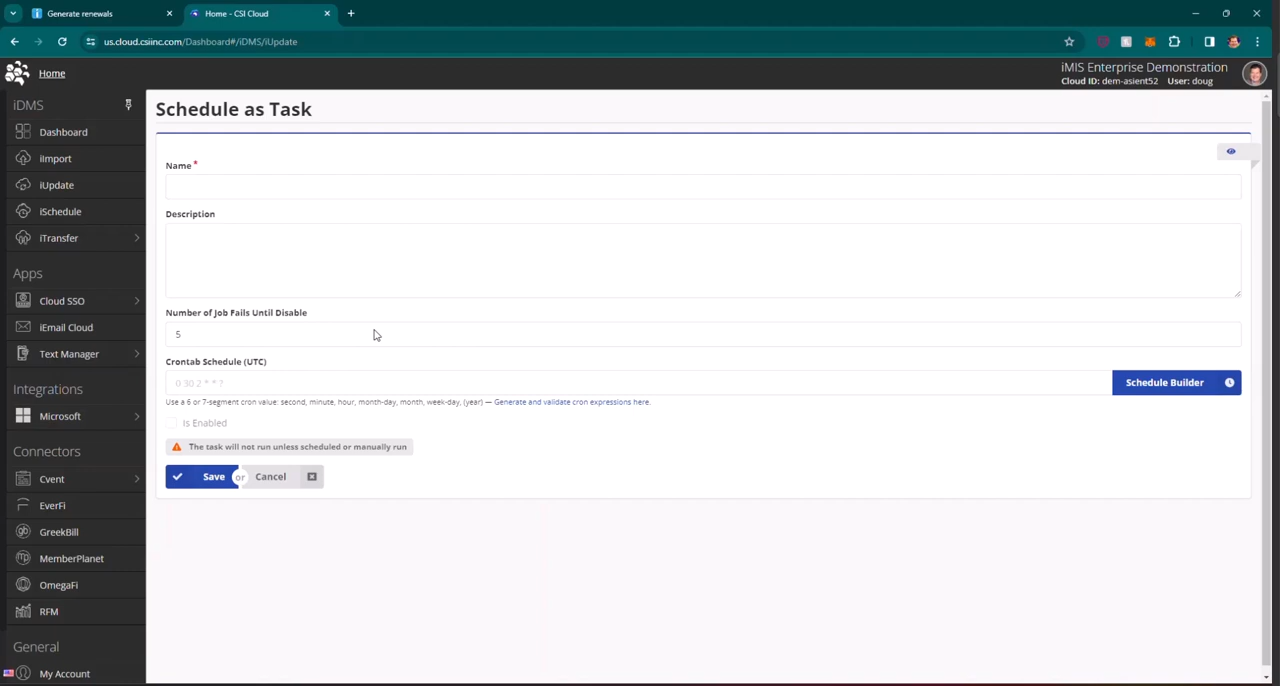 Generate renewals
Home - CSI Cloud
us.cloud.csiinc.com/Dashboard#/iDMS/iUpdate
Home
iMIS Enterprise Demonstration
Cloud ID: dem-asient52 User: doug
iDMS
Dashboard
iImport
iUpdate
iSchedule
iTransfer
Apps
Cloud SSO
iEmail Cloud
Text Manager
Integrations
Microsoft
Connectors
Cvent
EverFi
GreekBill
MemberPlanet
OmegaFi
RFM
General
My Account
Schedule as Task
Name *
Description
Number of Job Fails Until Disable
5
Crontab Schedule (UTC)
0 30 2 * * ?
Schedule Builder
Use a 6 or 7-segment cron value: second, minute, hour, month-day, month, week-day, (year) — Generate and validate cron expressions here.
Is Enabled
The task will not run unless scheduled or manually run
Save or Cancel